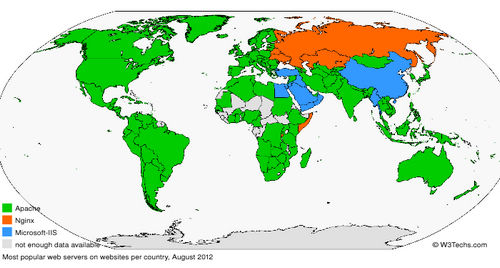 Apache
Nginx
Microsoft-IIS
not enough data available
© W3Techs.com
Most popular web servers on websites per country, August 2012